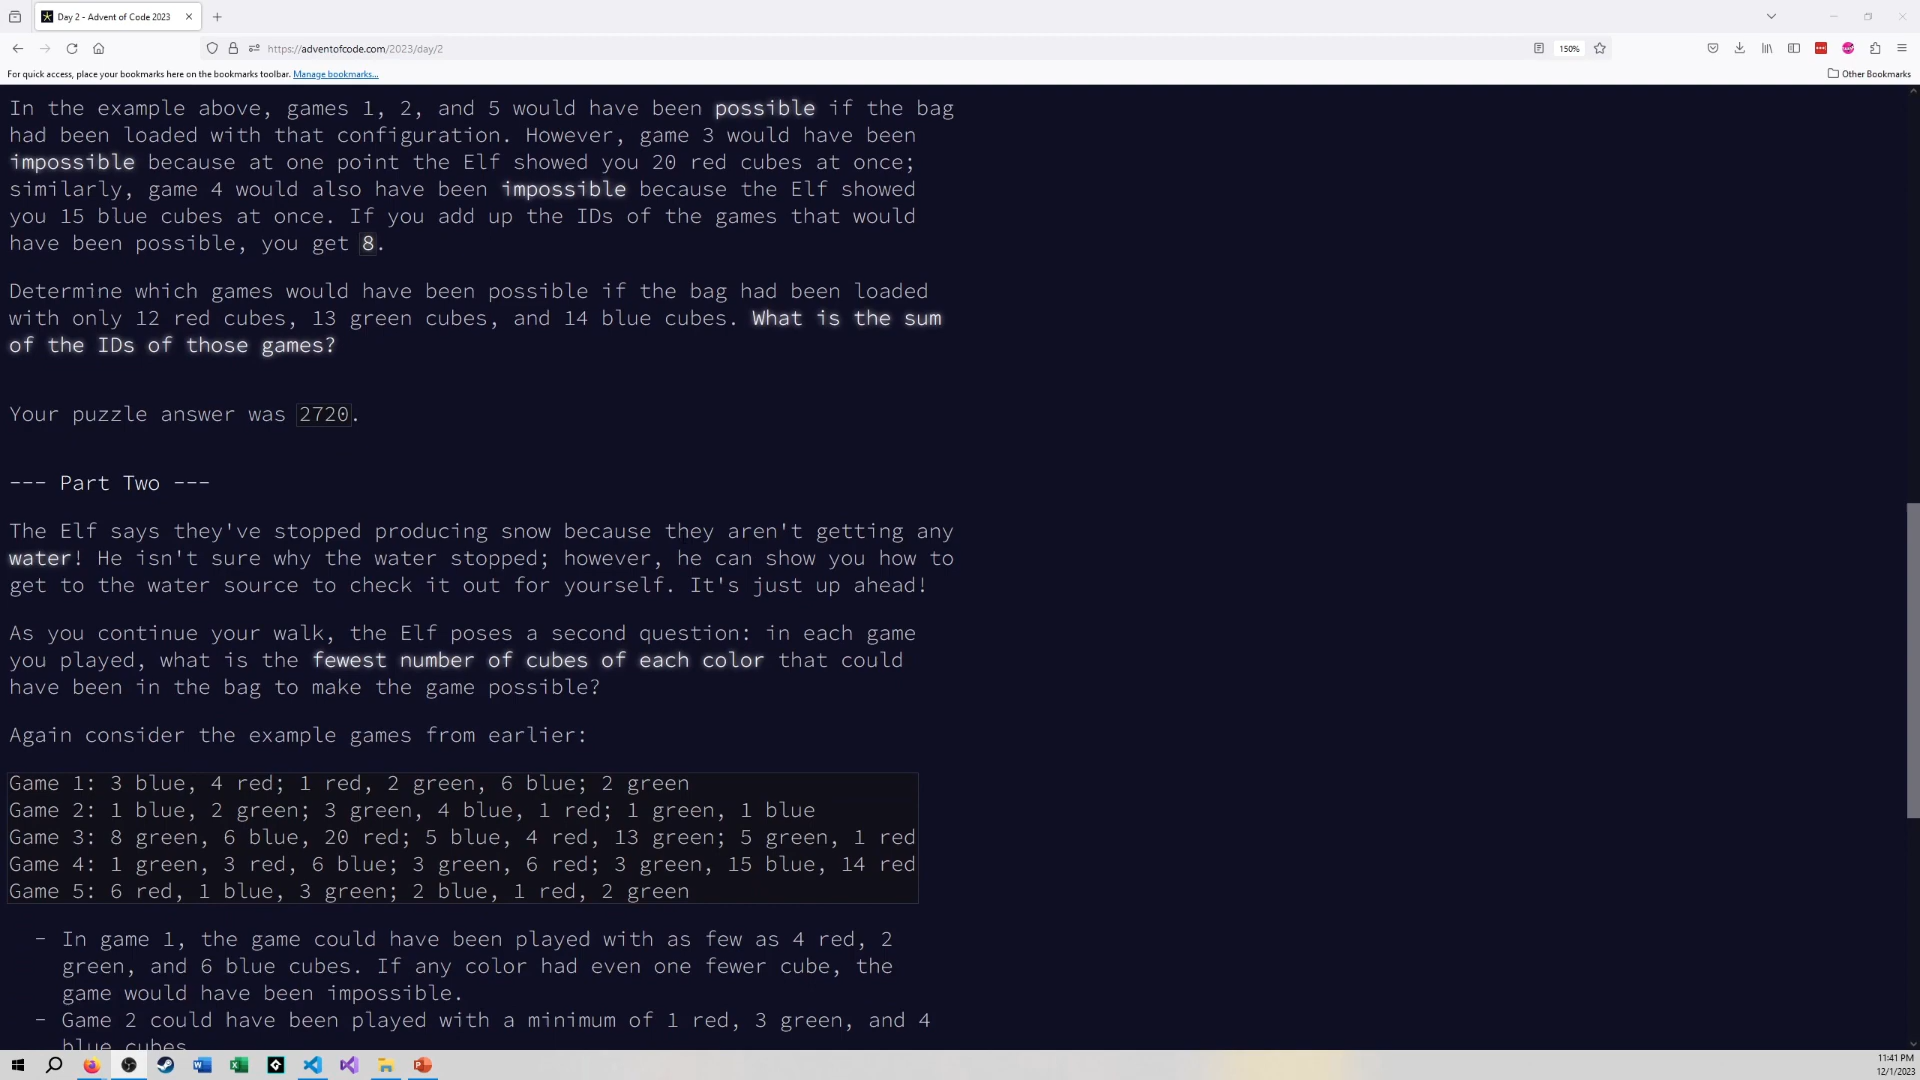 Day 2 - Advent of Code 2023
https://adventofcode.com/2023/day/2
150%
For quick access, place your bookmarks here on the bookmarks toolbar. Manage bookmarks...
Other Bookmarks
In the example above, games 1, 2, and 5 would have been possible if the bag
had been loaded with that configuration. However, game 3 would have been
impossible because at one point the Elf showed you 20 red cubes at once;
similarly, game 4 would also have been impossible because the Elf showed
you 15 blue cubes at once. If you add up the IDs of the games that would
have been possible, you get 8.
Determine which games would have been possible if the bag had been loaded
with only 12 red cubes, 13 green cubes, and 14 blue cubes. What is the sum
of the IDs of those games?
Your puzzle answer was 2720.
--- Part Two ---
The Elf says they've stopped producing snow because they aren't getting any
water! He isn't sure why the water stopped; however, he can show you how to
get to the water source to check it out for yourself. It's just up ahead!
As you continue your walk, the Elf poses a second question: in each game
you played, what is the fewest number of cubes of each color that could
have been in the bag to make the game possible?
Again consider the example games from earlier:
Game 1: 3 blue, 4 red; 1 red, 2 green, 6 blue; 2 green
Game 2: 1 blue, 2 green; 3 green, 4 blue, 1 red; 1 green, 1 blue
Game 3: 8 green, 6 blue, 20 red; 5 blue, 4 red, 13 green; 5 green, 1 red
Game 4: 1 green, 3 red, 6 blue; 3 green, 6 red; 3 green, 15 blue, 14 red
Game 5: 6 red, 1 blue, 3 green; 2 blue, 1 red, 2 green
- In game 1, the game could have been played with as few as 4 red, 2
green, and 6 blue cubes. If any color had even one fewer cube, the
game would have been impossible.
- Game 2 could have been played with a minimum of 1 red, 3 green, and 4
blue cubes
11:41 PM
12/1/2023